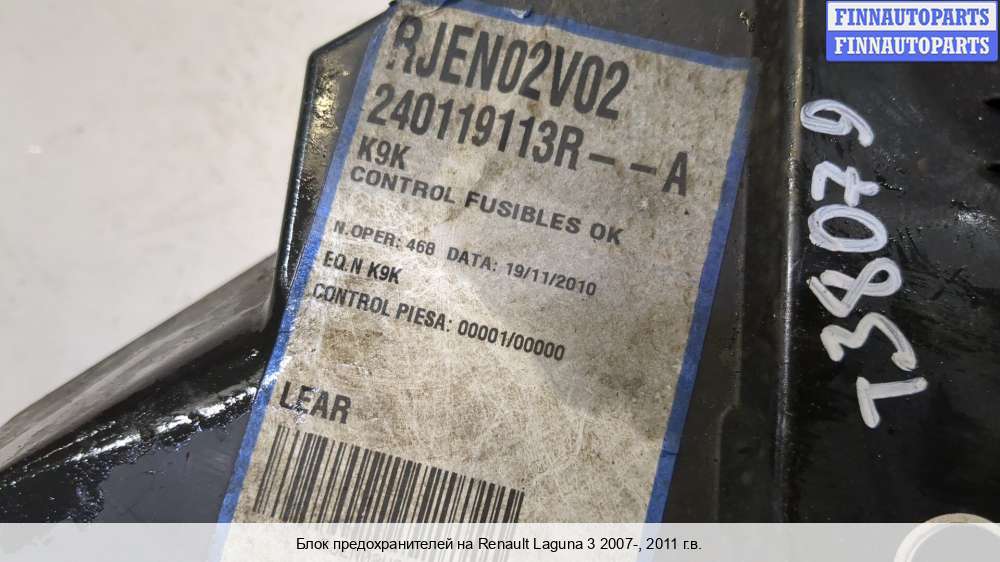 FINNAUTOPARTS
FINNAUTOPARTS
RJEN02V02
240119113R--A
K9K
CONTROL FUSIBLES OK
N.OPER: 468 DATA: 19/11/2010
EQ.N K9K
CONTROL PIESA: 00001/00000
LEAR
T38079
Блок предохранителей на Renault Laguna 3 2007-, 2011 г.в.